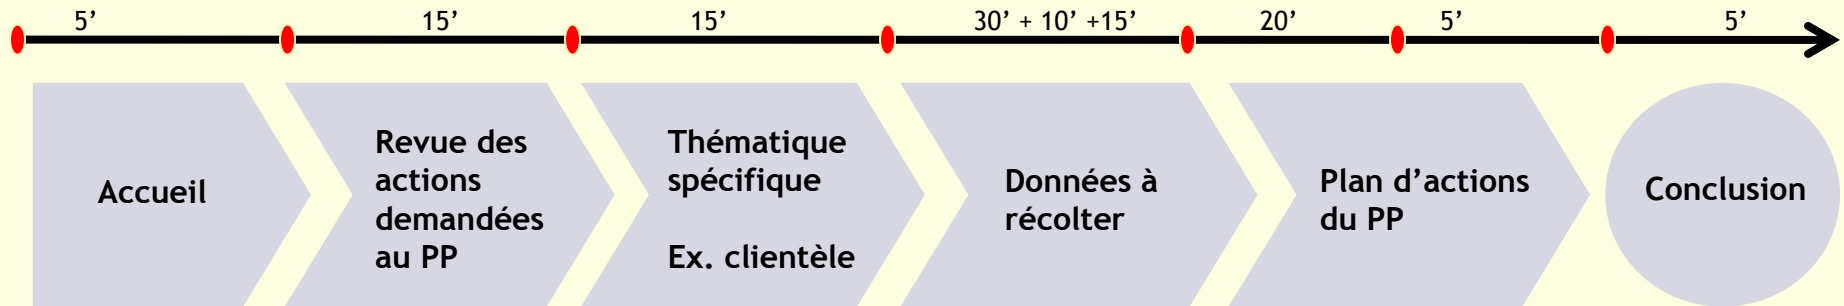 5’ 15’ 15’ 30’ + 10’ +15’ 20’ 5’ 5’
Accueil
Revue des
actions
demandées
au PP
Thématique
spécifique
Ex. clientèle
Données à
récolter
Plan d’actions
du PP
Conclusion